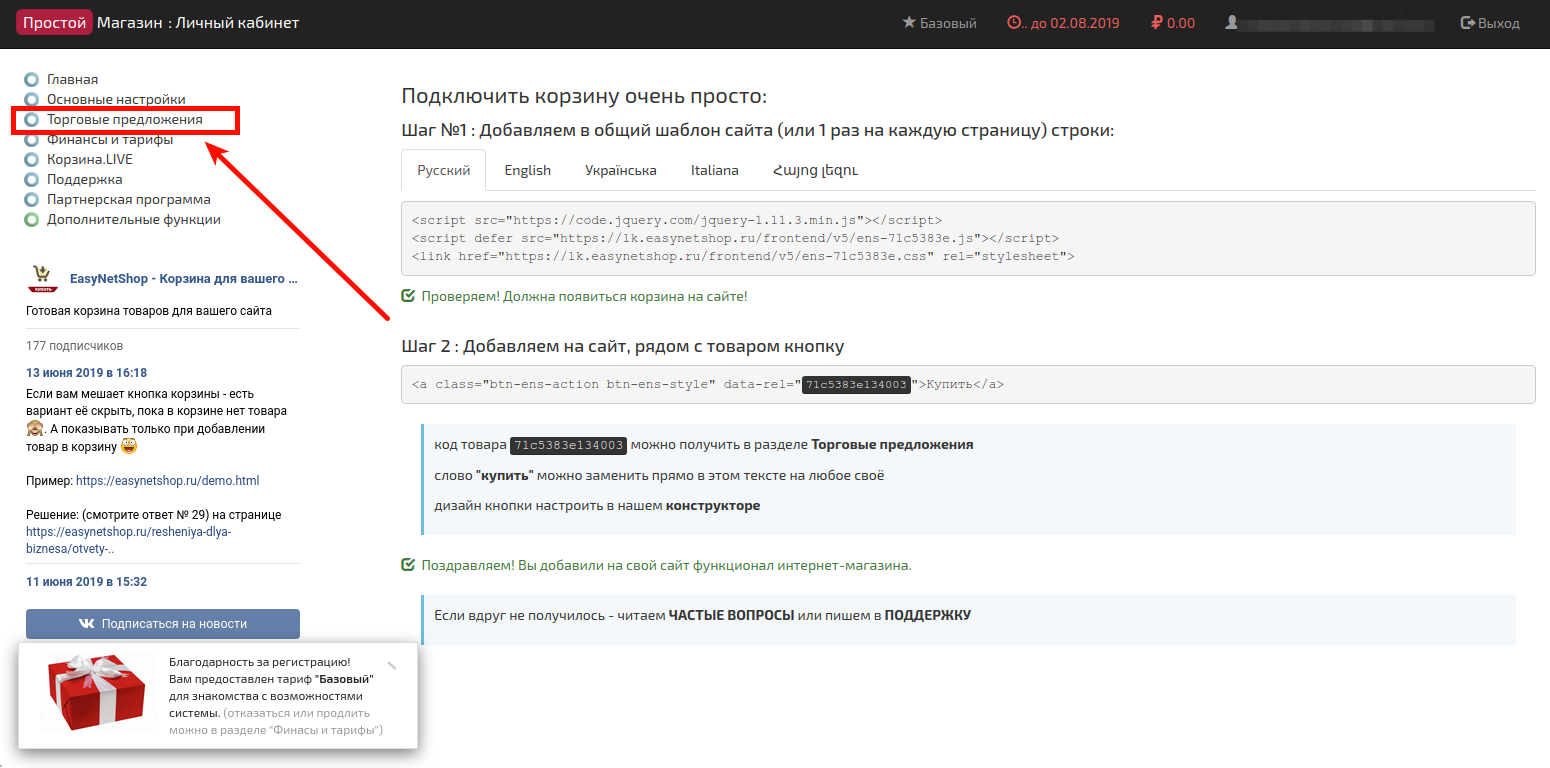 Простой Магазин : Личный кабинет
Базовый
.. до 02.08.2019
0.00
Выход
Главная
Основные настройки
Торговые предложения
Финансы и тарифы
Корзина.LIVE
Поддержка
Партнерская программа
Дополнительные функции
КУПИТЬ
EasyNetShop - Корзина для вашего ...
Готовая корзина товаров для вашего сайта
177 подписчиков
13 июня 2019 в 16:18
Если вам мешает кнопка корзины - есть
вариант её скрыть, пока в корзине нет товара
🙈. А показывать только при добавлении
товар в корзину 😀
Пример: https://easynetshop.ru/demo.html
Решение: (смотрите ответ № 29) на странице
https://easynetshop.ru/resheniya-dlya-
biznesa/otvety-..
11 июня 2019 в 15:32
Подписаться на новости
Благодарность за регистрацию!
Вам предоставлен тариф "Базовый"
для знакомства с возможностями
системы. (отказаться или продлить
можно в разделе "Финасы и тарифы")
Подключить корзину очень просто:
Шаг №1 : Добавляем в общий шаблон сайта (или 1 раз на каждую страницу) строки:
Русский English Українська Italiana Հայոց լեզու
<script src="https://code.jquery.com/jquery-1.11.3.min.js"></script>
<script defer src="https://lk.easynetshop.ru/frontend/v5/ens-71c5383e.js"></script>
<link href="https://lk.easynetshop.ru/frontend/v5/ens-71c5383e.css" rel="stylesheet">
Проверяем! Должна появиться корзина на сайте!
Шаг 2 : Добавляем на сайт, рядом с товаром кнопку
<a class="btn-ens-action btn-ens-style" data-rel="71c5383e134003">Купить</a>
код товара 71c5383e134003 можно получить в разделе Торговые предложения
слово "купить" можно заменить прямо в этом тексте на любое своё
дизайн кнопки настроить в нашем конструкторе
Поздравляем! Вы добавили на свой сайт функционал интернет-магазина.
Если вдруг не получилось - читаем ЧАСТЫЕ ВОПРОСЫ или пишем в ПОДДЕРЖКУ